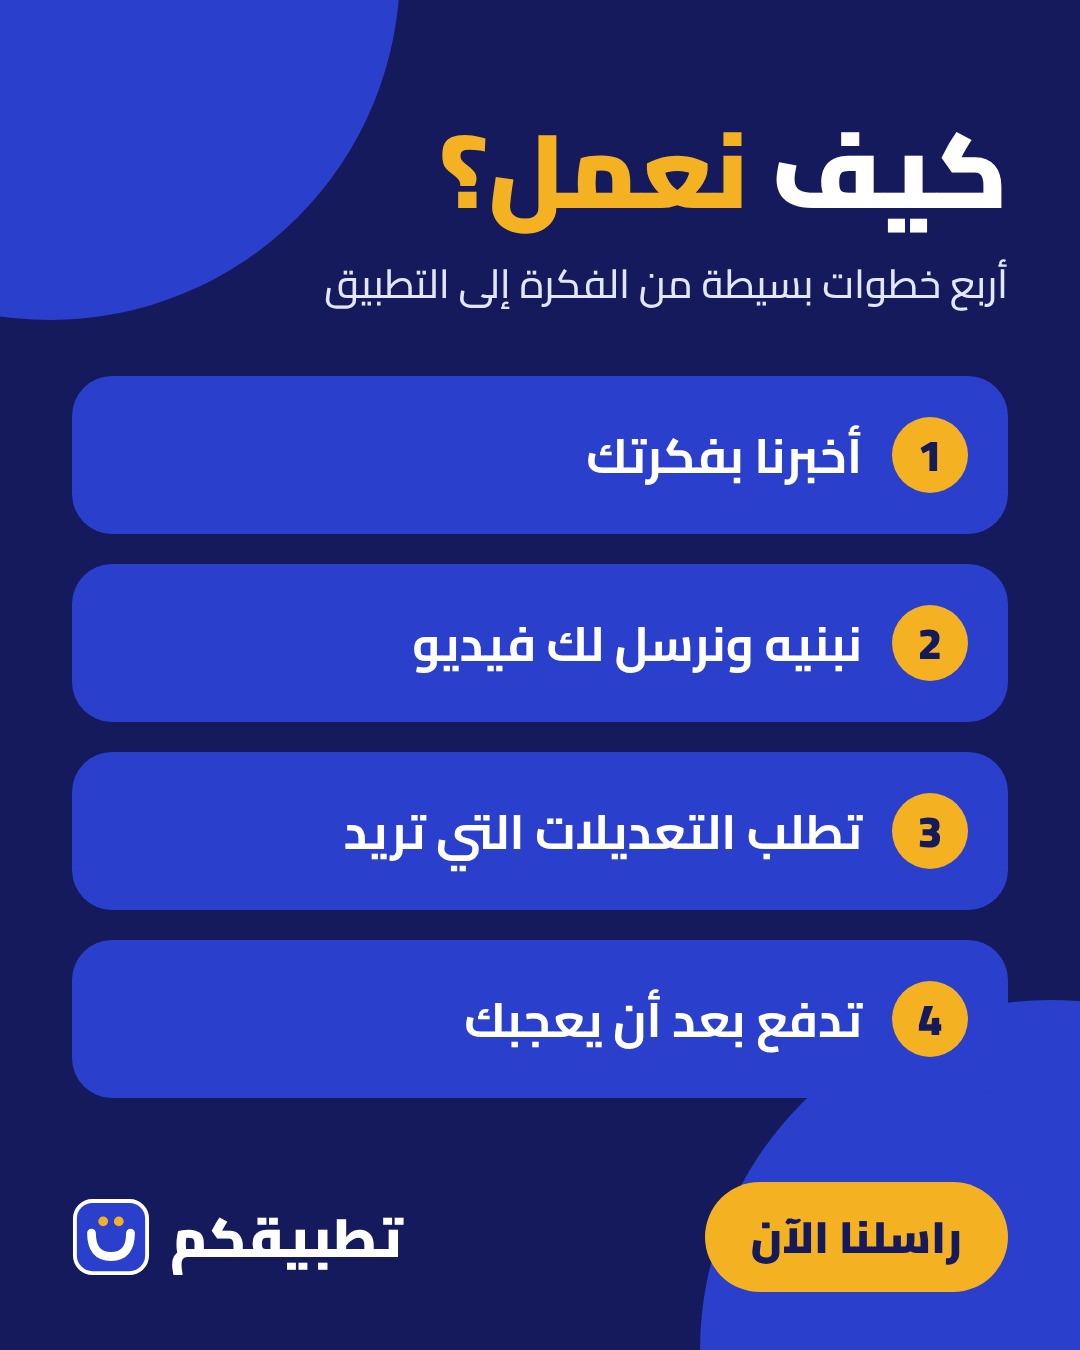 كيف نعمل؟
أربع خطوات بسيطة من الفكرة إلى التطبيق
1 أخبرنا بفكرتك
2 نبنيه ونرسل لك فيديو
3 تطلب التعديلات التي تريد
4 تدفع بعد أن يعجبك
راسلنا الآن
تطبيقكم